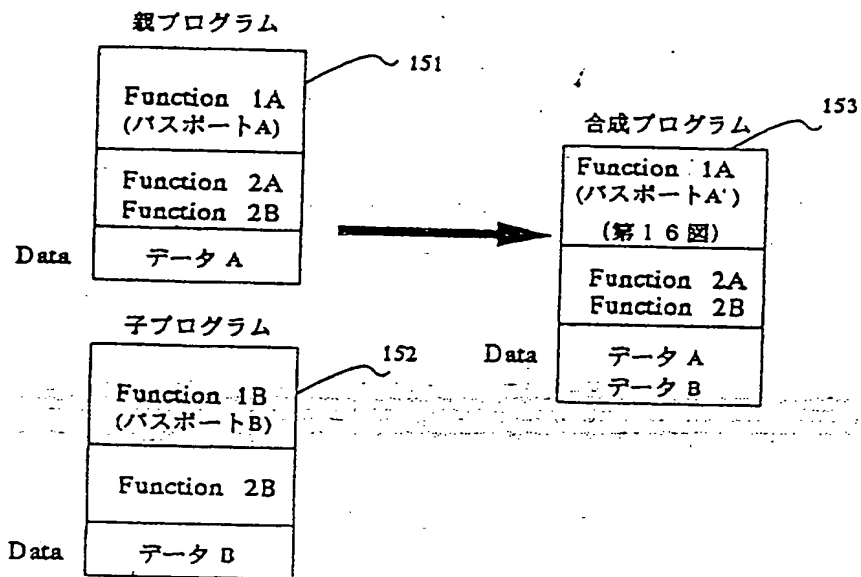 親プログラム
151
Function 1A
(パスポートA)
Function 2A
Function 2B
Data
データ A
子プログラム
152
Function 1B
(パスポートB)
Function 2B
Data
データ B
153
合成プログラム
Function 1A
(パスポートA')
(第16図)
Function 2A
Function 2B
Data
データ A
データ B